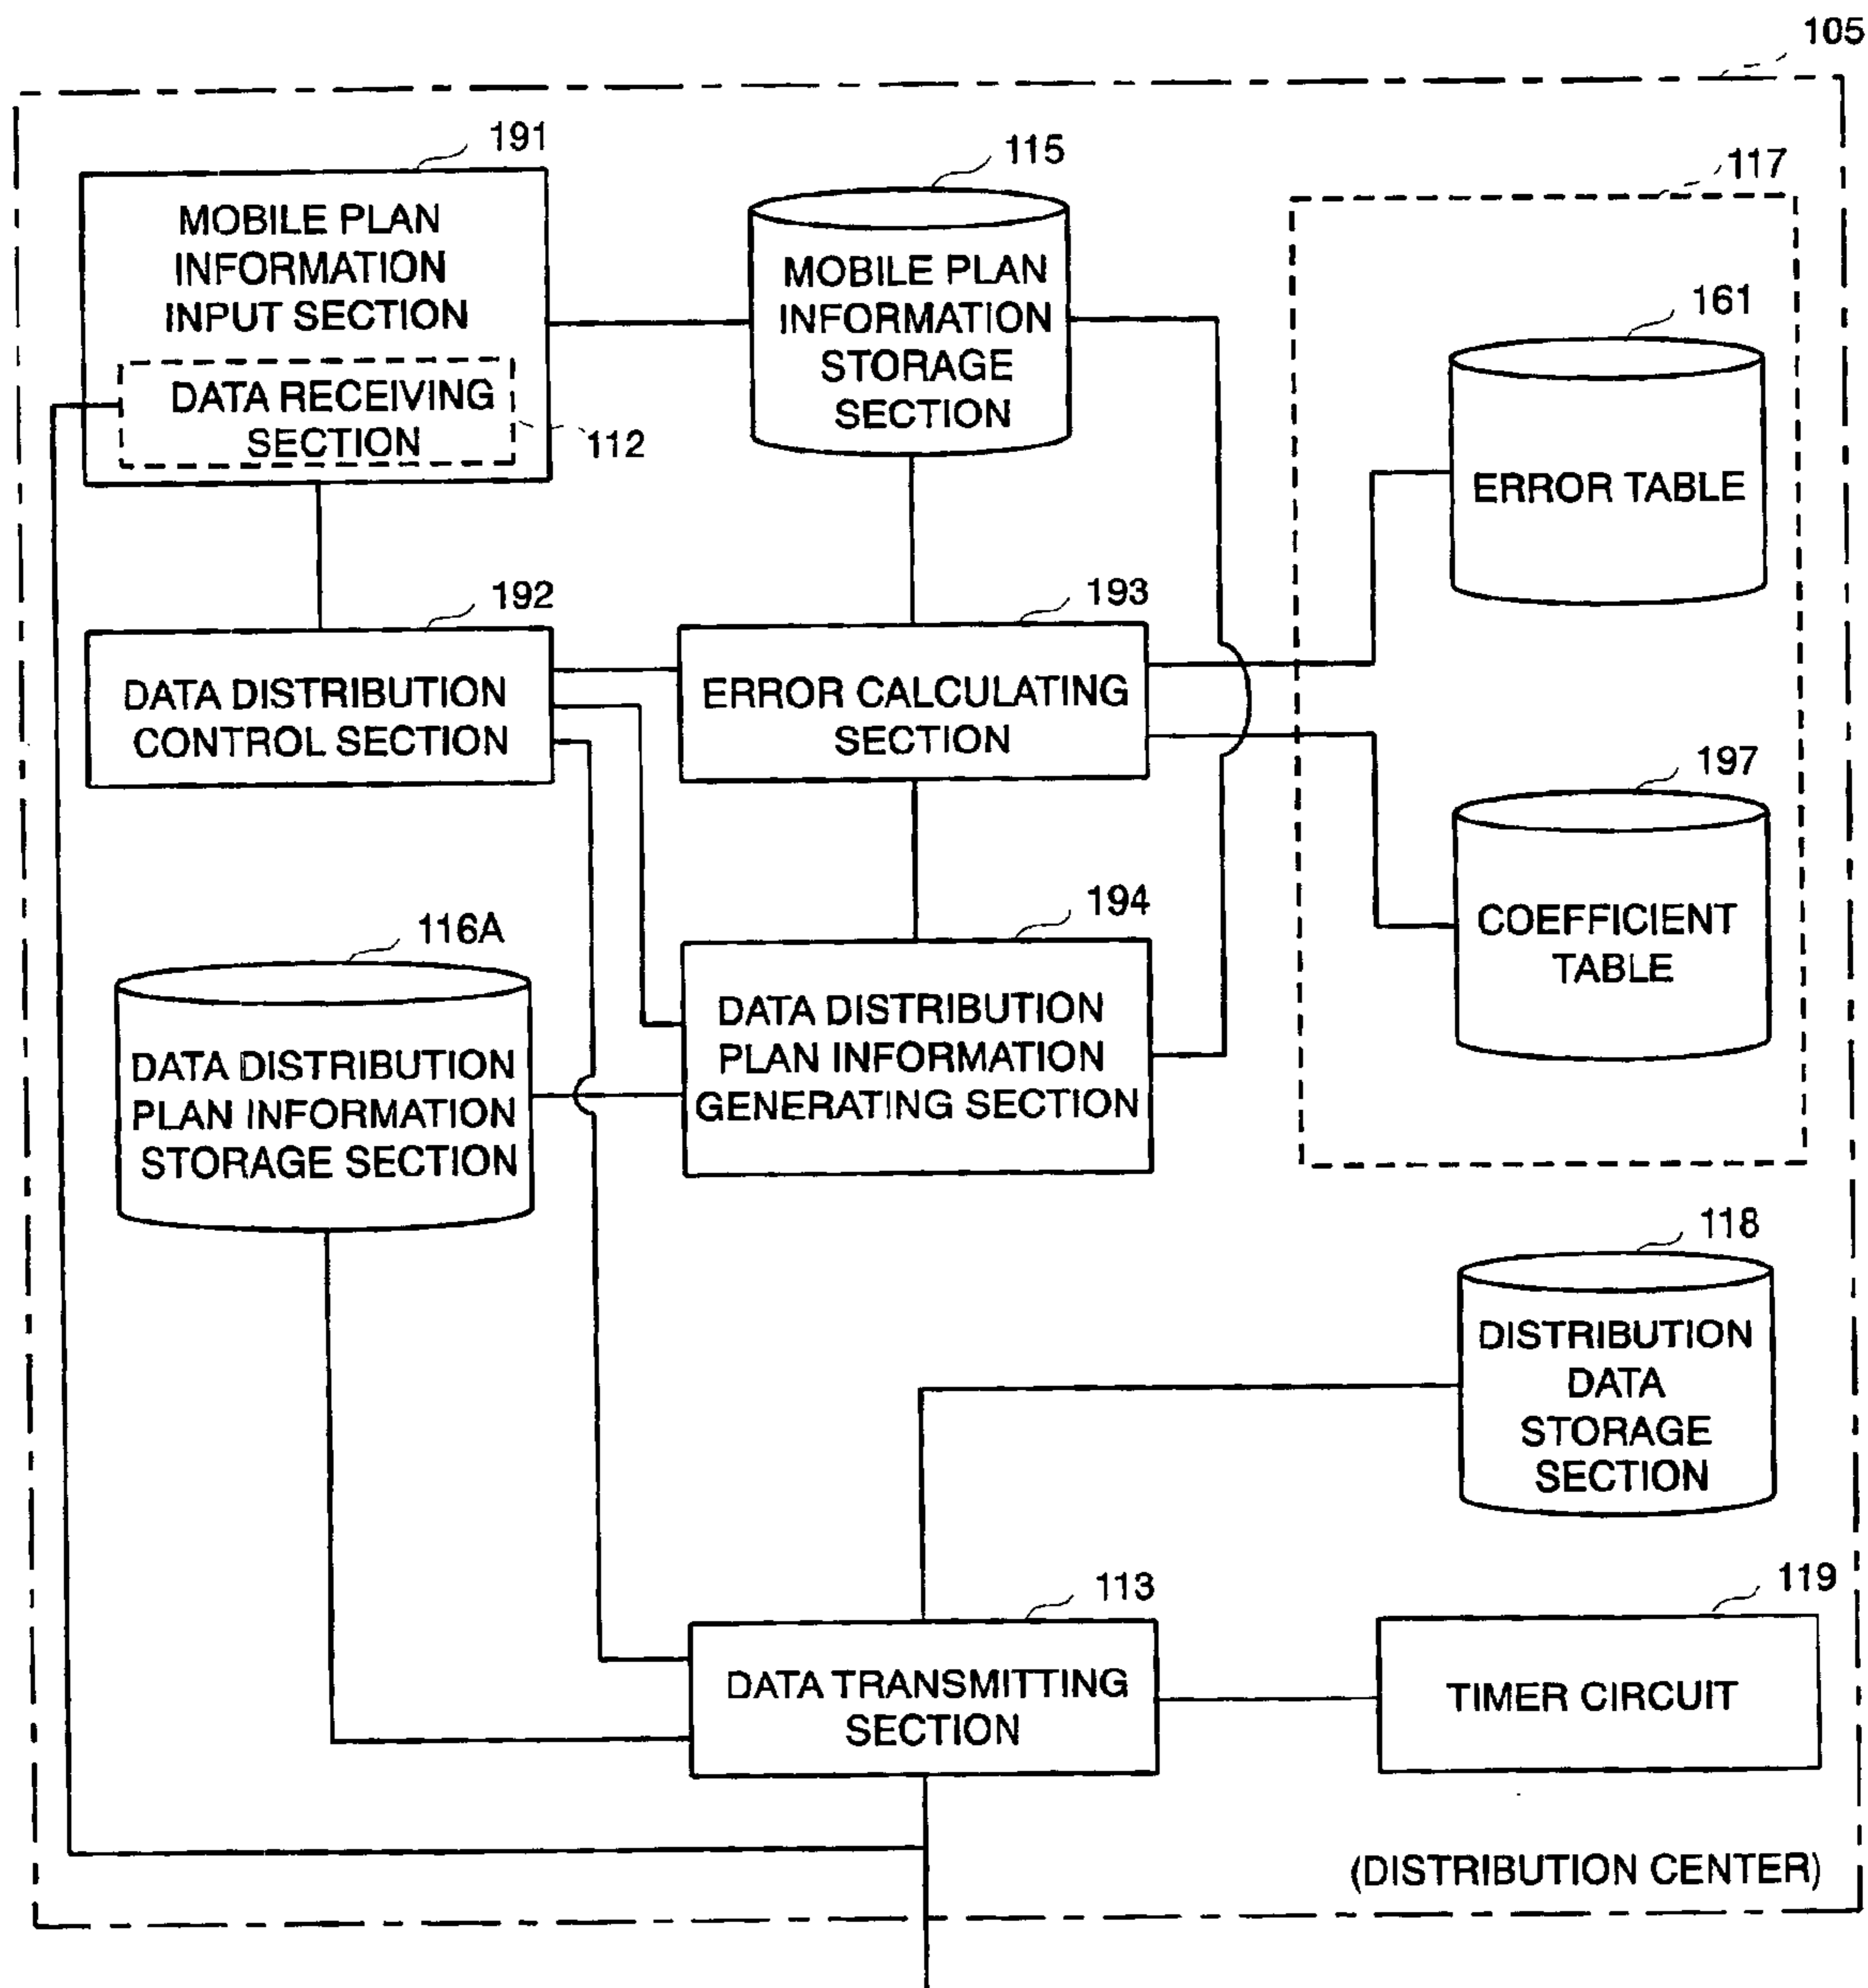 105
191
MOBILE PLAN
INFORMATION
INPUT SECTION
DATA RECEIVING
SECTION
112
115
MOBILE PLAN
INFORMATION
STORAGE
SECTION
117
161
ERROR TABLE
192
DATA DISTRIBUTION
CONTROL SECTION
193
ERROR CALCULATING
SECTION
197
COEFFICIENT
TABLE
116A
DATA DISTRIBUTION
PLAN INFORMATION
STORAGE SECTION
194
DATA DISTRIBUTION
PLAN INFORMATION
GENERATING SECTION
118
DISTRIBUTION
DATA
STORAGE
SECTION
113
DATA TRANSMITTING
SECTION
119
TIMER CIRCUIT
(DISTRIBUTION CENTER)